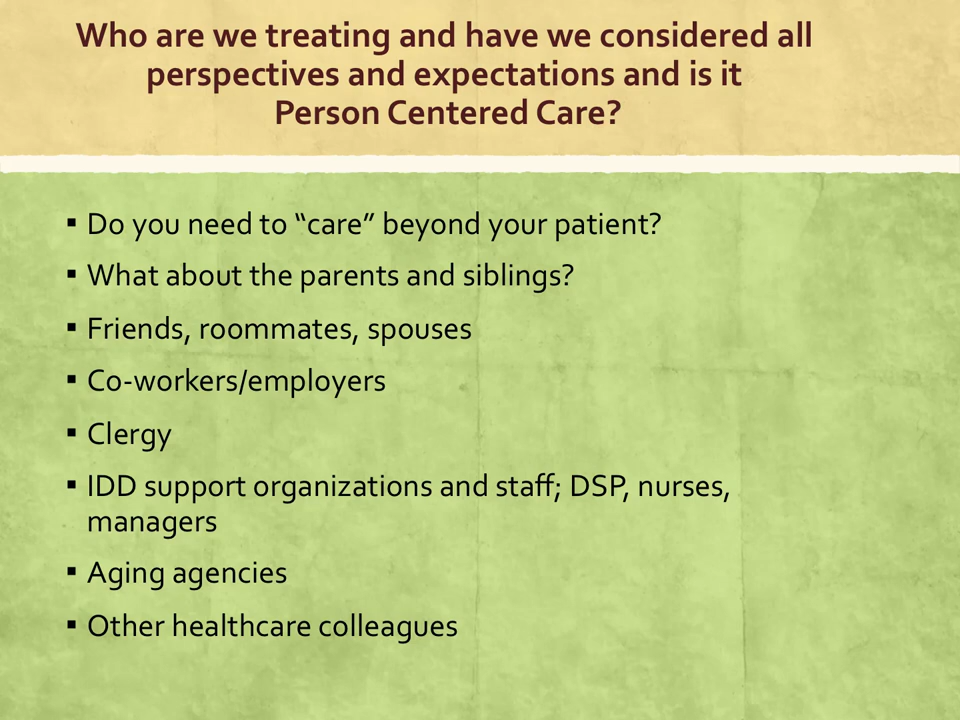 Who are we treating and have we considered all
perspectives and expectations and is it
Person Centered Care?
▪ Do you need to “care” beyond your patient?
▪ What about the parents and siblings?
▪ Friends, roommates, spouses
▪ Co-workers/employers
▪ Clergy
▪ IDD support organizations and staff; DSP, nurses,
managers
▪ Aging agencies
▪ Other healthcare colleagues